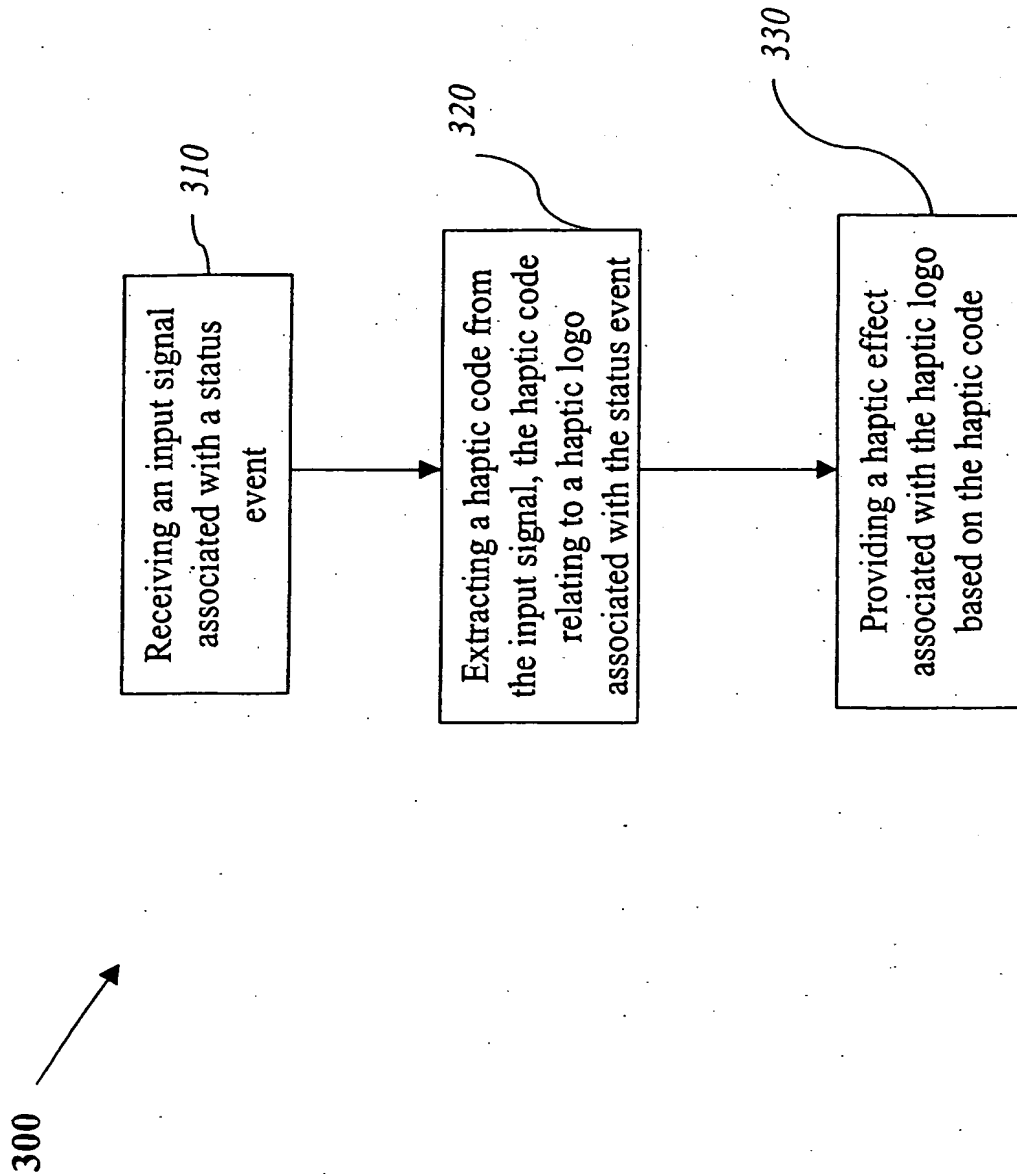 300
310
Receiving an input signal
associated with a status
event
320
Extracting a haptic code from
the input signal, the haptic code
relating to a haptic logo
associated with the status event
330
Providing a haptic effect
associated with the haptic logo
based on the haptic code